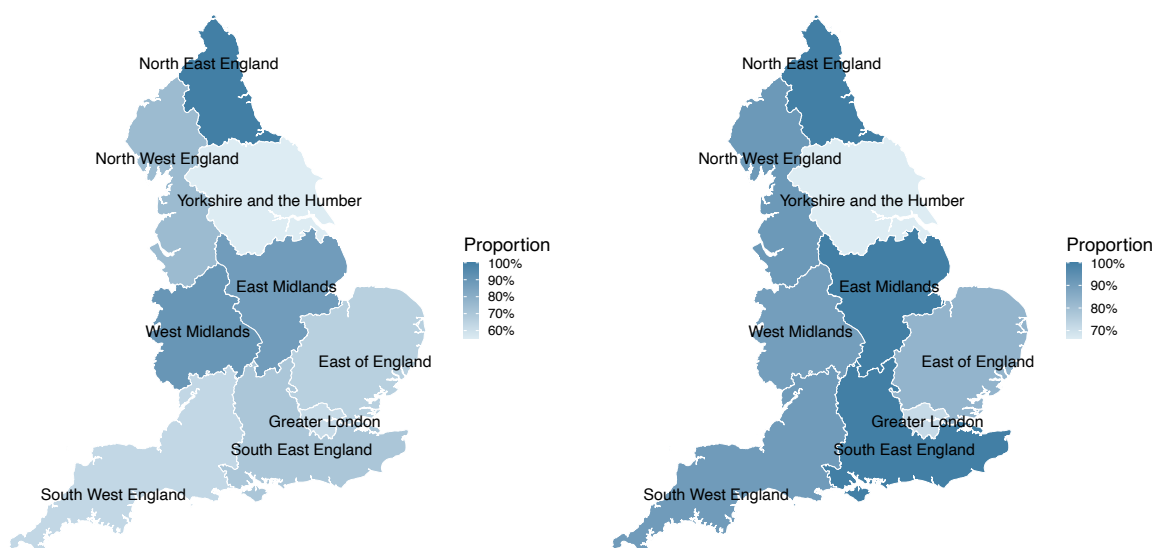 North East England
North West England
Yorkshire and the Humber
East Midlands
West Midlands
East of England
Greater London
South East England
South West England
Proportion
100%
90%
80%
70%
60%
North East England
North West England
Yorkshire and the Humber
East Midlands
West Midlands
East of England
Greater London
South East England
South West England
Proportion
100%
90%
80%
70%